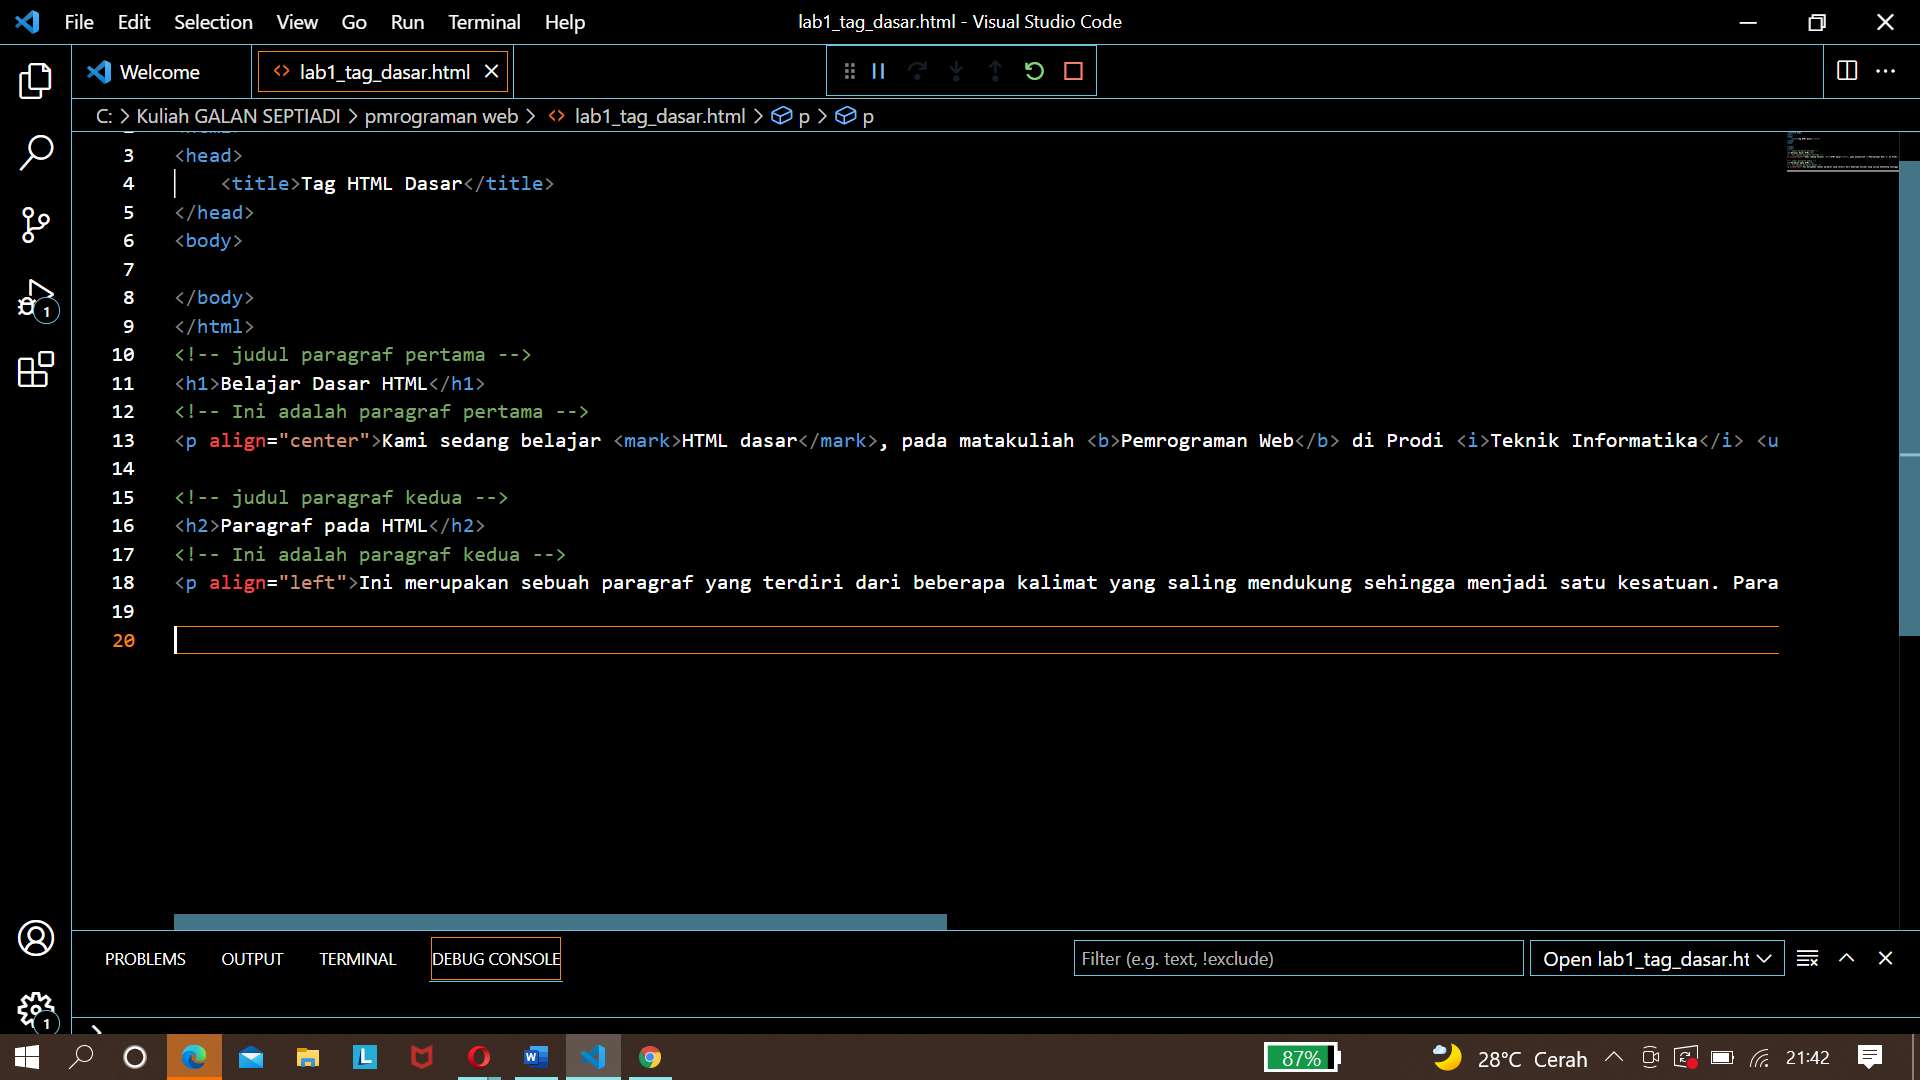 File Edit Selection View Go Run Terminal Help lab1_tag_dasar.html - Visual Studio Code
Welcome lab1_tag_dasar.html
C: > Kuliah GALAN SEPTIADI > pmrograman web > lab1_tag_dasar.html > p > p
3 <head>
4 <title>Tag HTML Dasar</title>
5 </head>
6 <body>
7
8 </body>
9 </html>
10 <!-- judul paragraf pertama -->
11 <h1>Belajar Dasar HTML</h1>
12 <!-- Ini adalah paragraf pertama -->
13 <p align="center">Kami sedang belajar <mark>HTML dasar</mark>, pada matakuliah <b>Pemrograman Web</b> di Prodi <i>Teknik Informatika</i> <u
14
15 <!-- judul paragraf kedua -->
16 <h2>Paragraf pada HTML</h2>
17 <!-- Ini adalah paragraf kedua -->
18 <p align="left">Ini merupakan sebuah paragraf yang terdiri dari beberapa kalimat yang saling mendukung sehingga menjadi satu kesatuan. Para
19
20
1
PROBLEMS OUTPUT TERMINAL DEBUG CONSOLE Filter (e.g. text, !exclude) Open lab1_tag_dasar.ht
1
87% 28°C Cerah 21:42